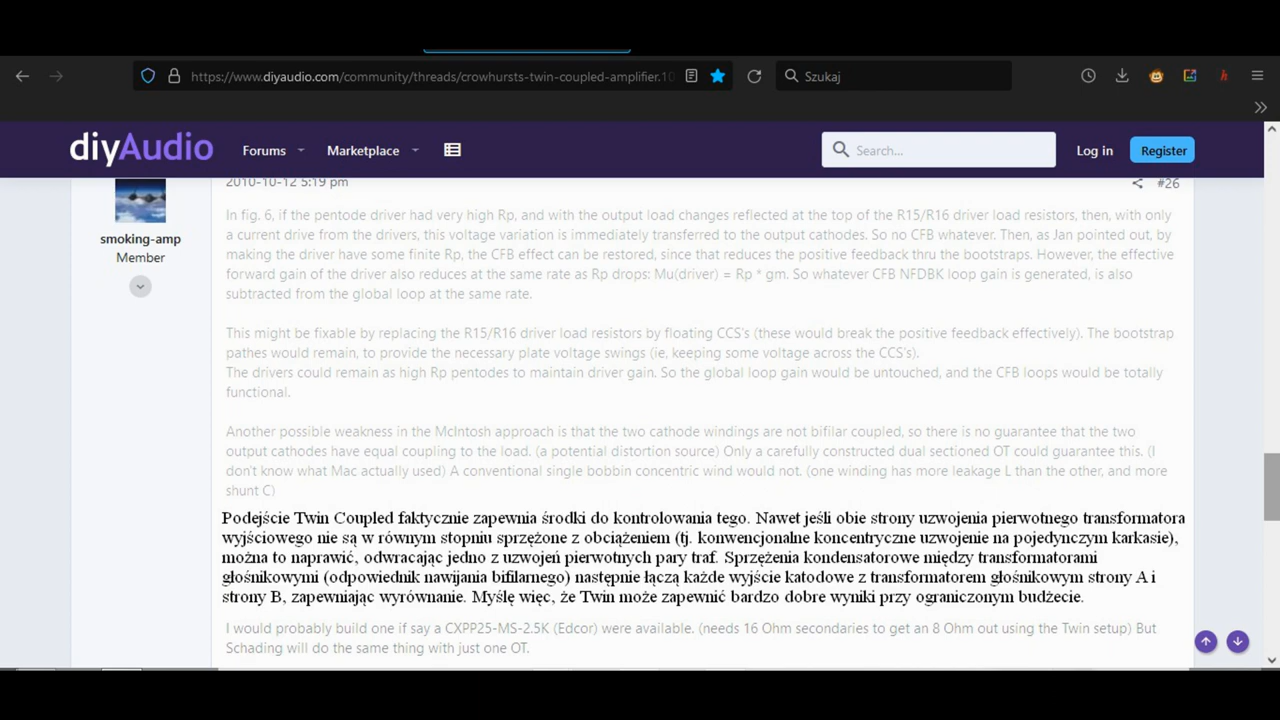 https://www.diyaudio.com/community/threads/crowhursts-twin-coupled-amplifier.10
Szukaj
diyAudio
Forums
Marketplace
Search...
Log in
Register
2010-10-12 5:19 pm
#26
smoking-amp
Member
In fig. 6, if the pentode driver had very high Rp, and with the output load changes reflected at the top of the R15/R16 driver load resistors, then, with only
a current drive from the drivers, this voltage variation is immediately transferred to the output cathodes. So no CFB whatever. Then, as Jan pointed out, by
making the driver have some finite Rp, the CFB effect can be restored, since that reduces the positive feedback thru the bootstraps. However, the effective
forward gain of the driver also reduces at the same rate as Rp drops: Mu(driver) = Rp * gm. So whatever CFB NFDBK loop gain is generated, is also
subtracted from the global loop at the same rate.
This might be fixable by replacing the R15/R16 driver load resistors by floating CCS's (these would break the positive feedback effectively). The bootstrap
pathes would remain, to provide the necessary plate voltage swings (ie, keeping some voltage across the CCS's).
The drivers could remain as high Rp pentodes to maintain driver gain. So the global loop gain would be untouched, and the CFB loops would be totally
functional.
Another possible weakness in the McIntosh approach is that the two cathode windings are not bifilar coupled, so there is no guarantee that the two
output cathodes have equal coupling to the load. (a potential distortion source) Only a carefully constructed dual sectioned OT could guarantee this. (I
don't know what Mac actually used) A conventional single bobbin concentric wind would not. (one winding has more leakage L than the other, and more
shunt C)
Podejście Twin Coupled faktycznie zapewnia środki do kontrolowania tego. Nawet jeśli obie strony uzwojenia pierwotnego transformatora
wyjściowego nie są w równym stopniu sprzężone z obciążeniem (tj. konwencjonalne koncentryczne uzwojenie na pojedynczym karkasie),
można to naprawić, odwracając jedno z uzwojeń pierwotnych pary traf. Sprzężenia kondensatorowe między transformatorami
głośnikowymi (odpowiednik nawijania bifilarnego) następnie łączą każde wyjście katodowe z transformatorem głośnikowym strony A i
strony B, zapewniając wyrównanie. Myślę więc, że Twin może zapewnić bardzo dobre wyniki przy ograniczonym budżecie.
I would probably build one if say a CXPP25-MS-2.5K (Edcor) were available. (needs 16 Ohm secondaries to get an 8 Ohm out using the Twin setup) But
Schading will do the same thing with just one OT.